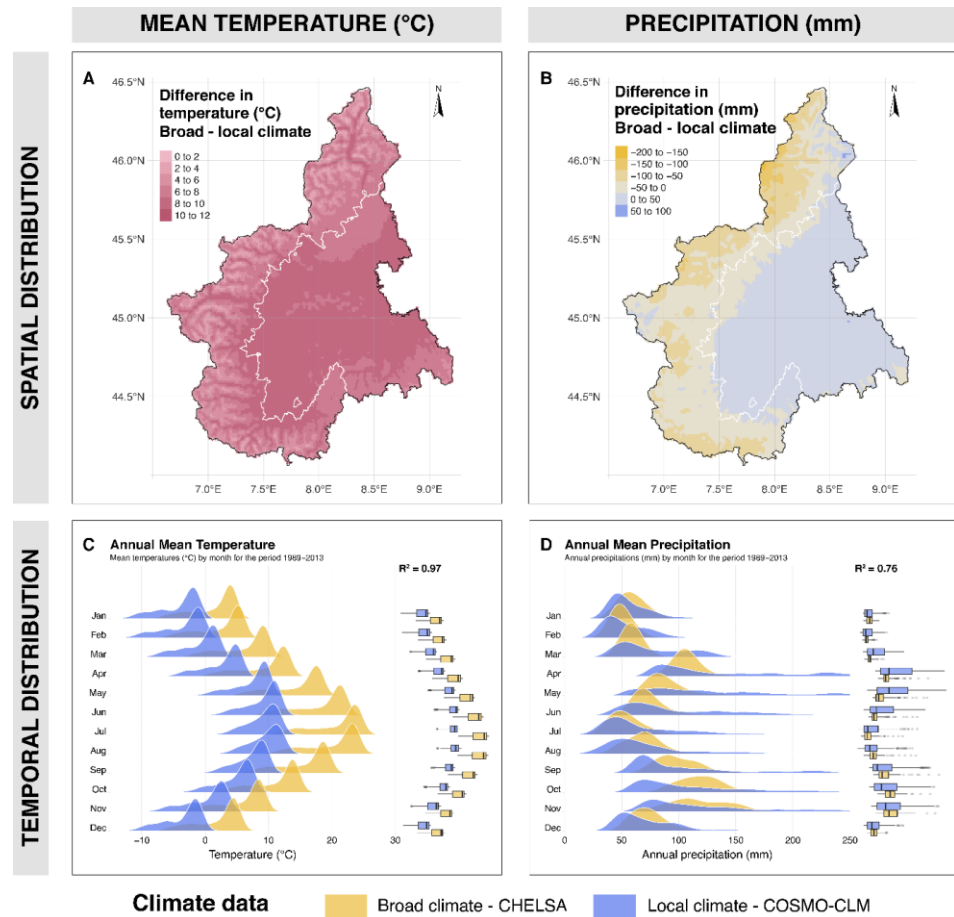 MEAN TEMPERATURE (°C)
PRECIPITATION (mm)
SPATIAL DISTRIBUTION
A
46.5°N
46.0°N
45.5°N
45.0°N
44.5°N
Difference in
temperature (°C)
Broad - local climate
0 to 2
2 to 4
4 to 6
6 to 8
8 to 10
10 to 12
N
7.0°E 7.5°E 8.0°E 8.5°E 9.0°E
B
46.5°N
46.0°N
45.5°N
45.0°N
44.5°N
Difference in
precipitation (mm)
Broad - local climate
−200 to −150
−150 to −100
−100 to −50
−50 to 0
0 to 50
50 to 100
N
7.0°E 7.5°E 8.0°E 8.5°E 9.0°E
TEMPORAL DISTRIBUTION
C Annual Mean Temperature
Mean temperatures (°C) by month for the period 1989−2013
R² = 0.97
Jan
Feb
Mar
Apr
May
Jun
Jul
Aug
Sep
Oct
Nov
Dec
−10 0 10 20 30
Temperature (°C)
D Annual Mean Precipitation
Annual precipitations (mm) by month for the period 1989−2013
R² = 0.76
Jan
Feb
Mar
Apr
May
Jun
Jul
Aug
Sep
Oct
Nov
Dec
0 50 100 150 200 250
Annual precipitation (mm)
Climate data
Broad climate - CHELSA
Local climate - COSMO-CLM